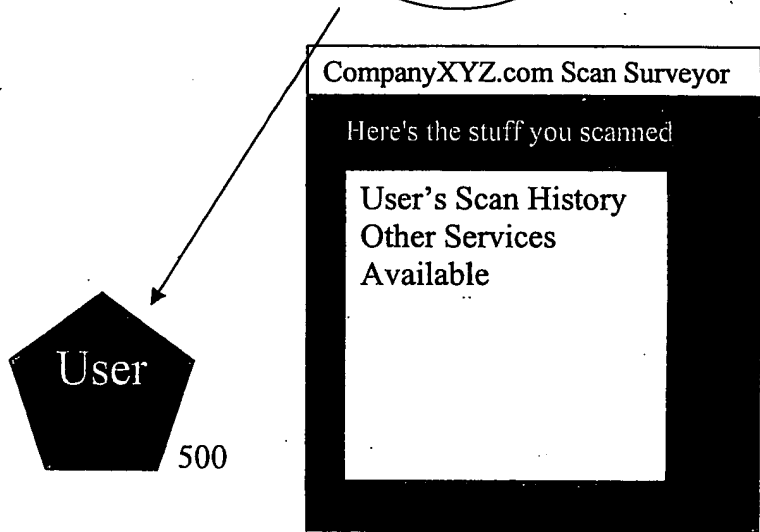 CompanyXYZ.com Scan Surveyor
Here's the stuff you scanned
User's Scan History
Other Services
Available
User
500